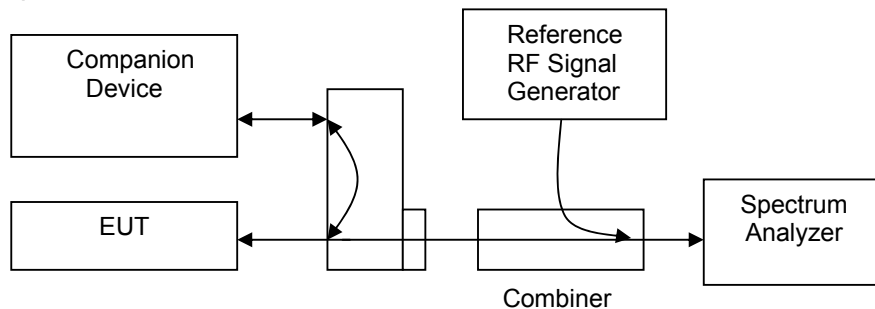 Companion
Device
Reference
RF Signal
Generator
EUT
Spectrum
Analyzer
Combiner